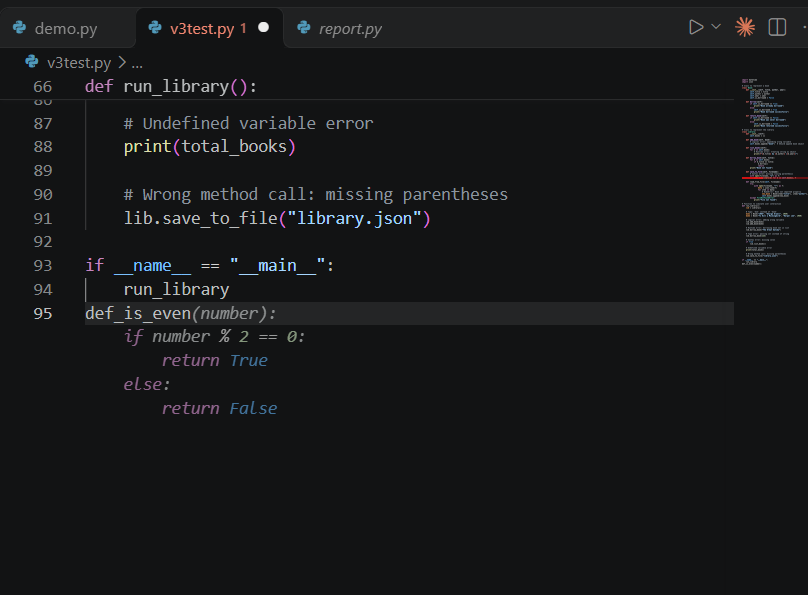 demo.py
v3test.py 1
report.py
v3test.py > ...
66 def run_library():
86
87 # Undefined variable error
88 print(total_books)
89
90 # Wrong method call: missing parentheses
91 lib.save_to_file("library.json")
92
93 if __name__ == "__main__":
94 run_library
95 def_is_even(number):
if number % 2 == 0:
return True
else:
return False